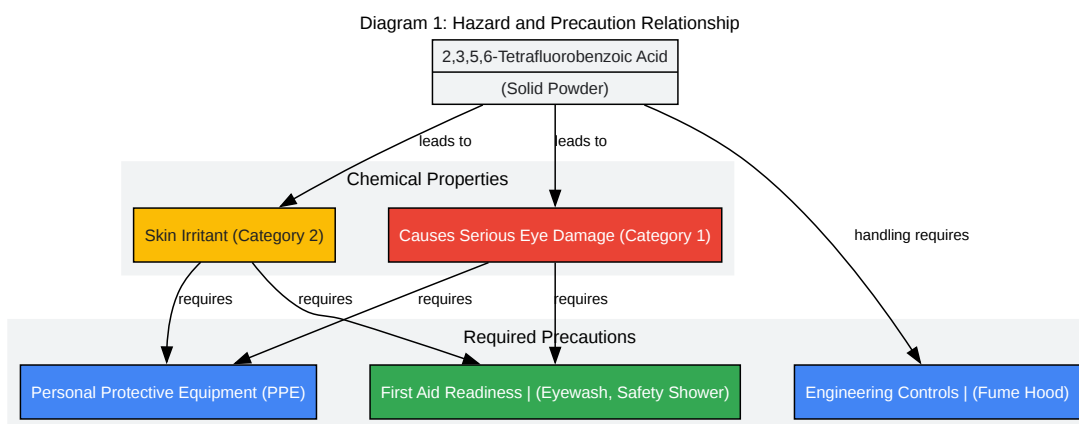 Diagram 1: Hazard and Precaution Relationship
2,3,5,6-Tetrafluorobenzoic Acid
(Solid Powder)
leads to
leads to
Chemical Properties
Skin Irritant (Category 2)
Causes Serious Eye Damage (Category 1)
handling requires
requires
requires
requires
requires
Required Precautions
Personal Protective Equipment (PPE)
First Aid Readiness | (Eyewash, Safety Shower)
Engineering Controls | (Fume Hood)